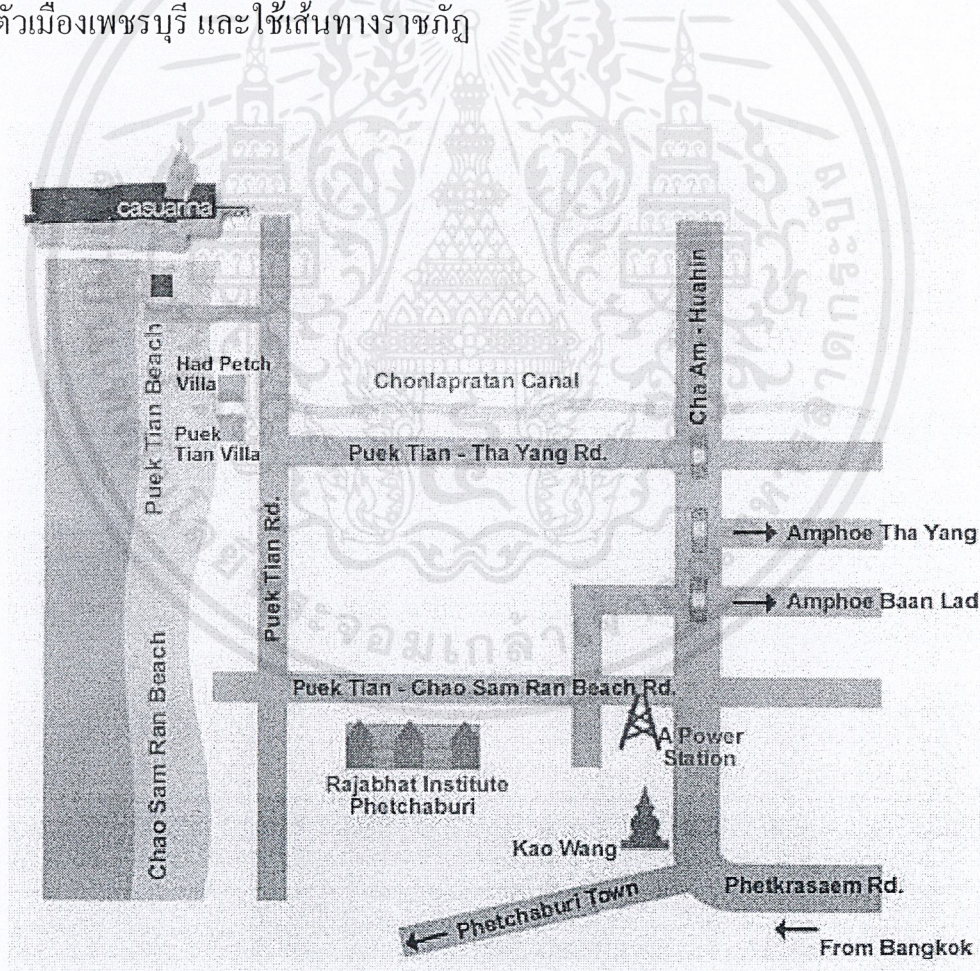 ตัวเมืองเพชรบุรี และใช้เส้นทางราชภัฏ
casuarina
Cha Am - Huahin
Puek Tian Beach
Had Petch
Villa
Chonlapratan Canal
Puek
Tian Villa
Puek Tian - Tha Yang Rd.
Puek Tian Rd.
Amphoe Tha Yang
Amphoe Baan Lad
Chao Sam Ran Beach
Puek Tian - Chao Sam Ran Beach Rd.
A Power
Station
Rajabhat Institute
Phetchaburi
Kao Wang
Phetchaburi Town
Phetkrasaem Rd.
From Bangkok